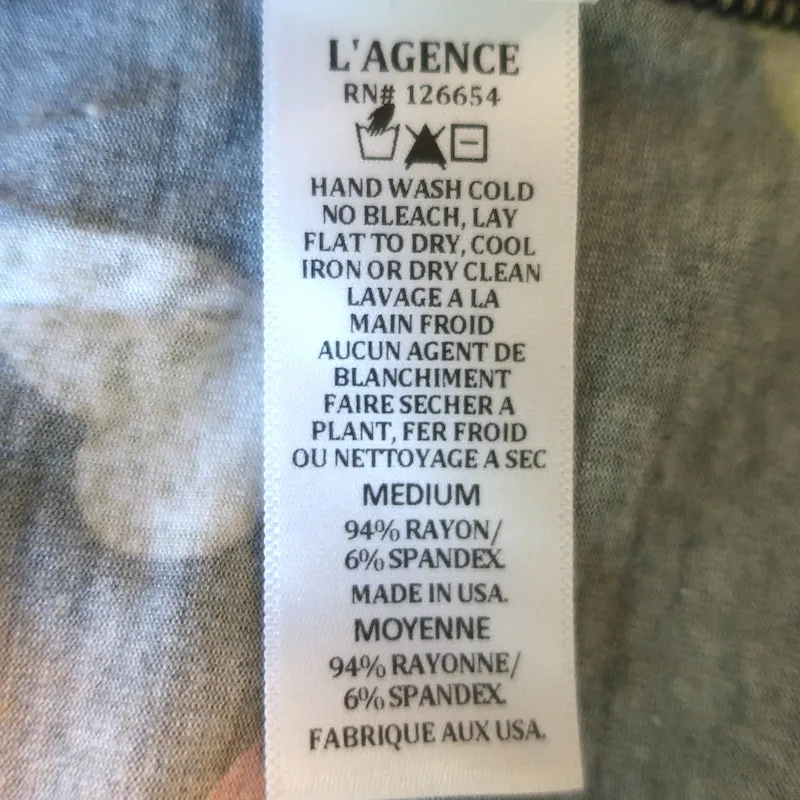 L'AGENCE
RN# 126654
HAND WASH COLD
NO BLEACH, LAY
FLAT TO DRY, COOL
IRON OR DRY CLEAN
LAVAGE A LA
MAIN FROID
AUCUN AGENT DE
BLANCHIMENT
FAIRE SECHER A
PLANT, FER FROID
OU NETTOYAGE A SEC
MEDIUM
94% RAYON/
6% SPANDEX.
MADE IN USA.
MOYENNE
94% RAYONNE/
6% SPANDEX.
FABRIQUE AUX USA.